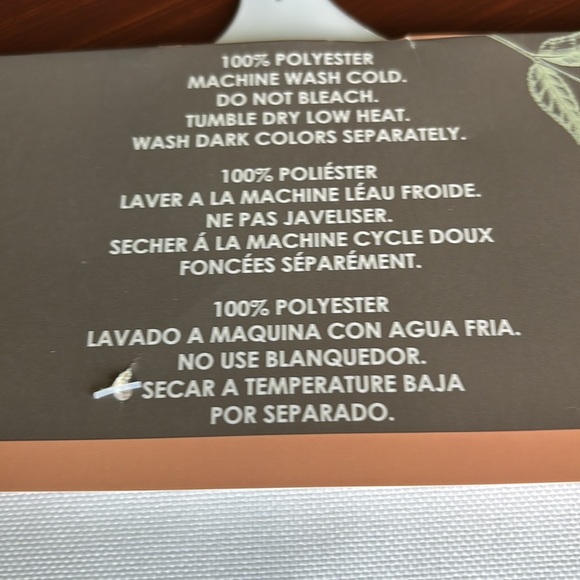 100% POLYESTER
MACHINE WASH COLD.
DO NOT BLEACH.
TUMBLE DRY LOW HEAT.
WASH DARK COLORS SEPARATELY.
100% POLIÉSTER
LAVER A LA MACHINE LÉAU FROIDE.
NE PAS JAVELISER.
SECHER Á LA MACHINE CYCLE DOUX
FONCÉES SÉPARÉMENT.
100% POLYESTER
LAVADO A MAQUINA CON AGUA FRIA.
NO USE BLANQUEDOR.
SECAR A TEMPERATURE BAJA
POR SEPARADO.